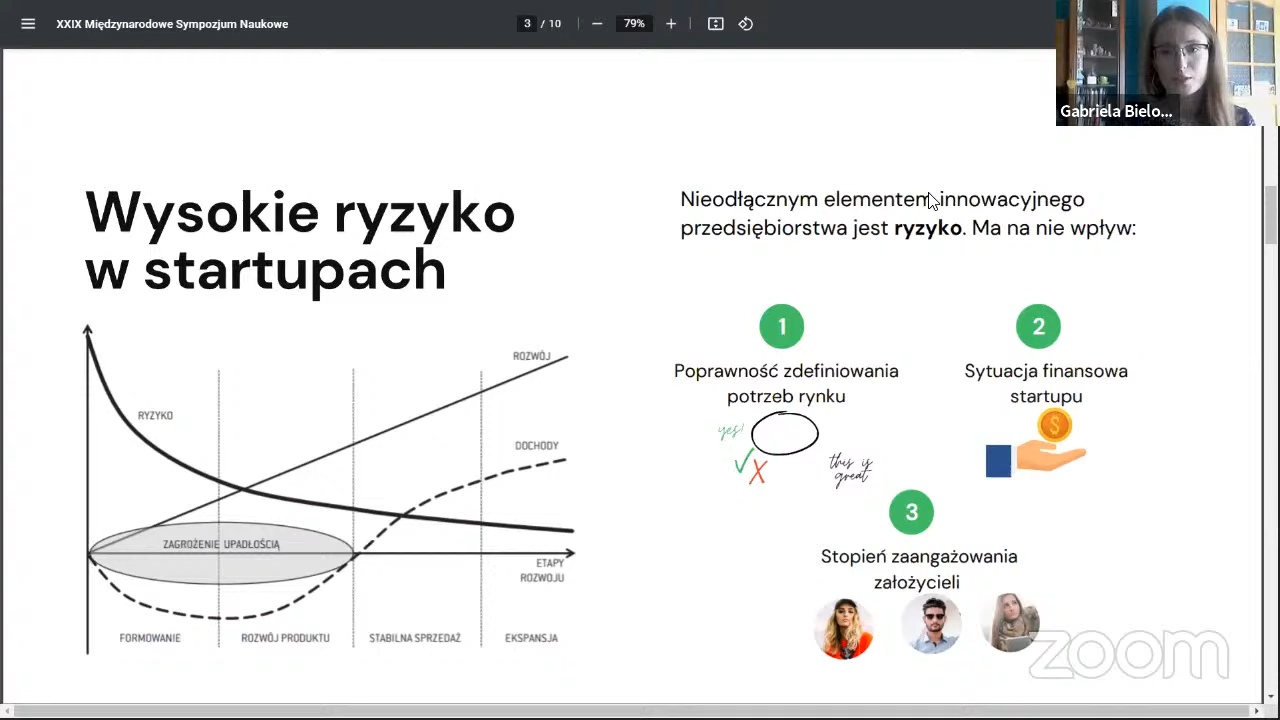 XXIX Międzynarodowe Sympozjum Naukowe
3 / 10
79%
Gabriela Bielo...
Wysokie ryzyko
w startupach
Nieodłącznym elementem innowacyjnego
przedsiębiorstwa jest ryzyko. Ma na nie wpływ:
1
Poprawność zdefiniowania
potrzeb rynku
yes!
this is
great
2
Sytuacja finansowa
startupu
$
3
Stopień zaangażowania
założycieli
ROZWÓJ
RYZYKO
DOCHODY
ZAGROŻENIE UPADŁOŚCIĄ
ETAPY
ROZWOJU
FORMOWANIE
ROZWÓJ PRODUKTU
STABILNA SPRZEDAŻ
EKSPANSJA
zoom